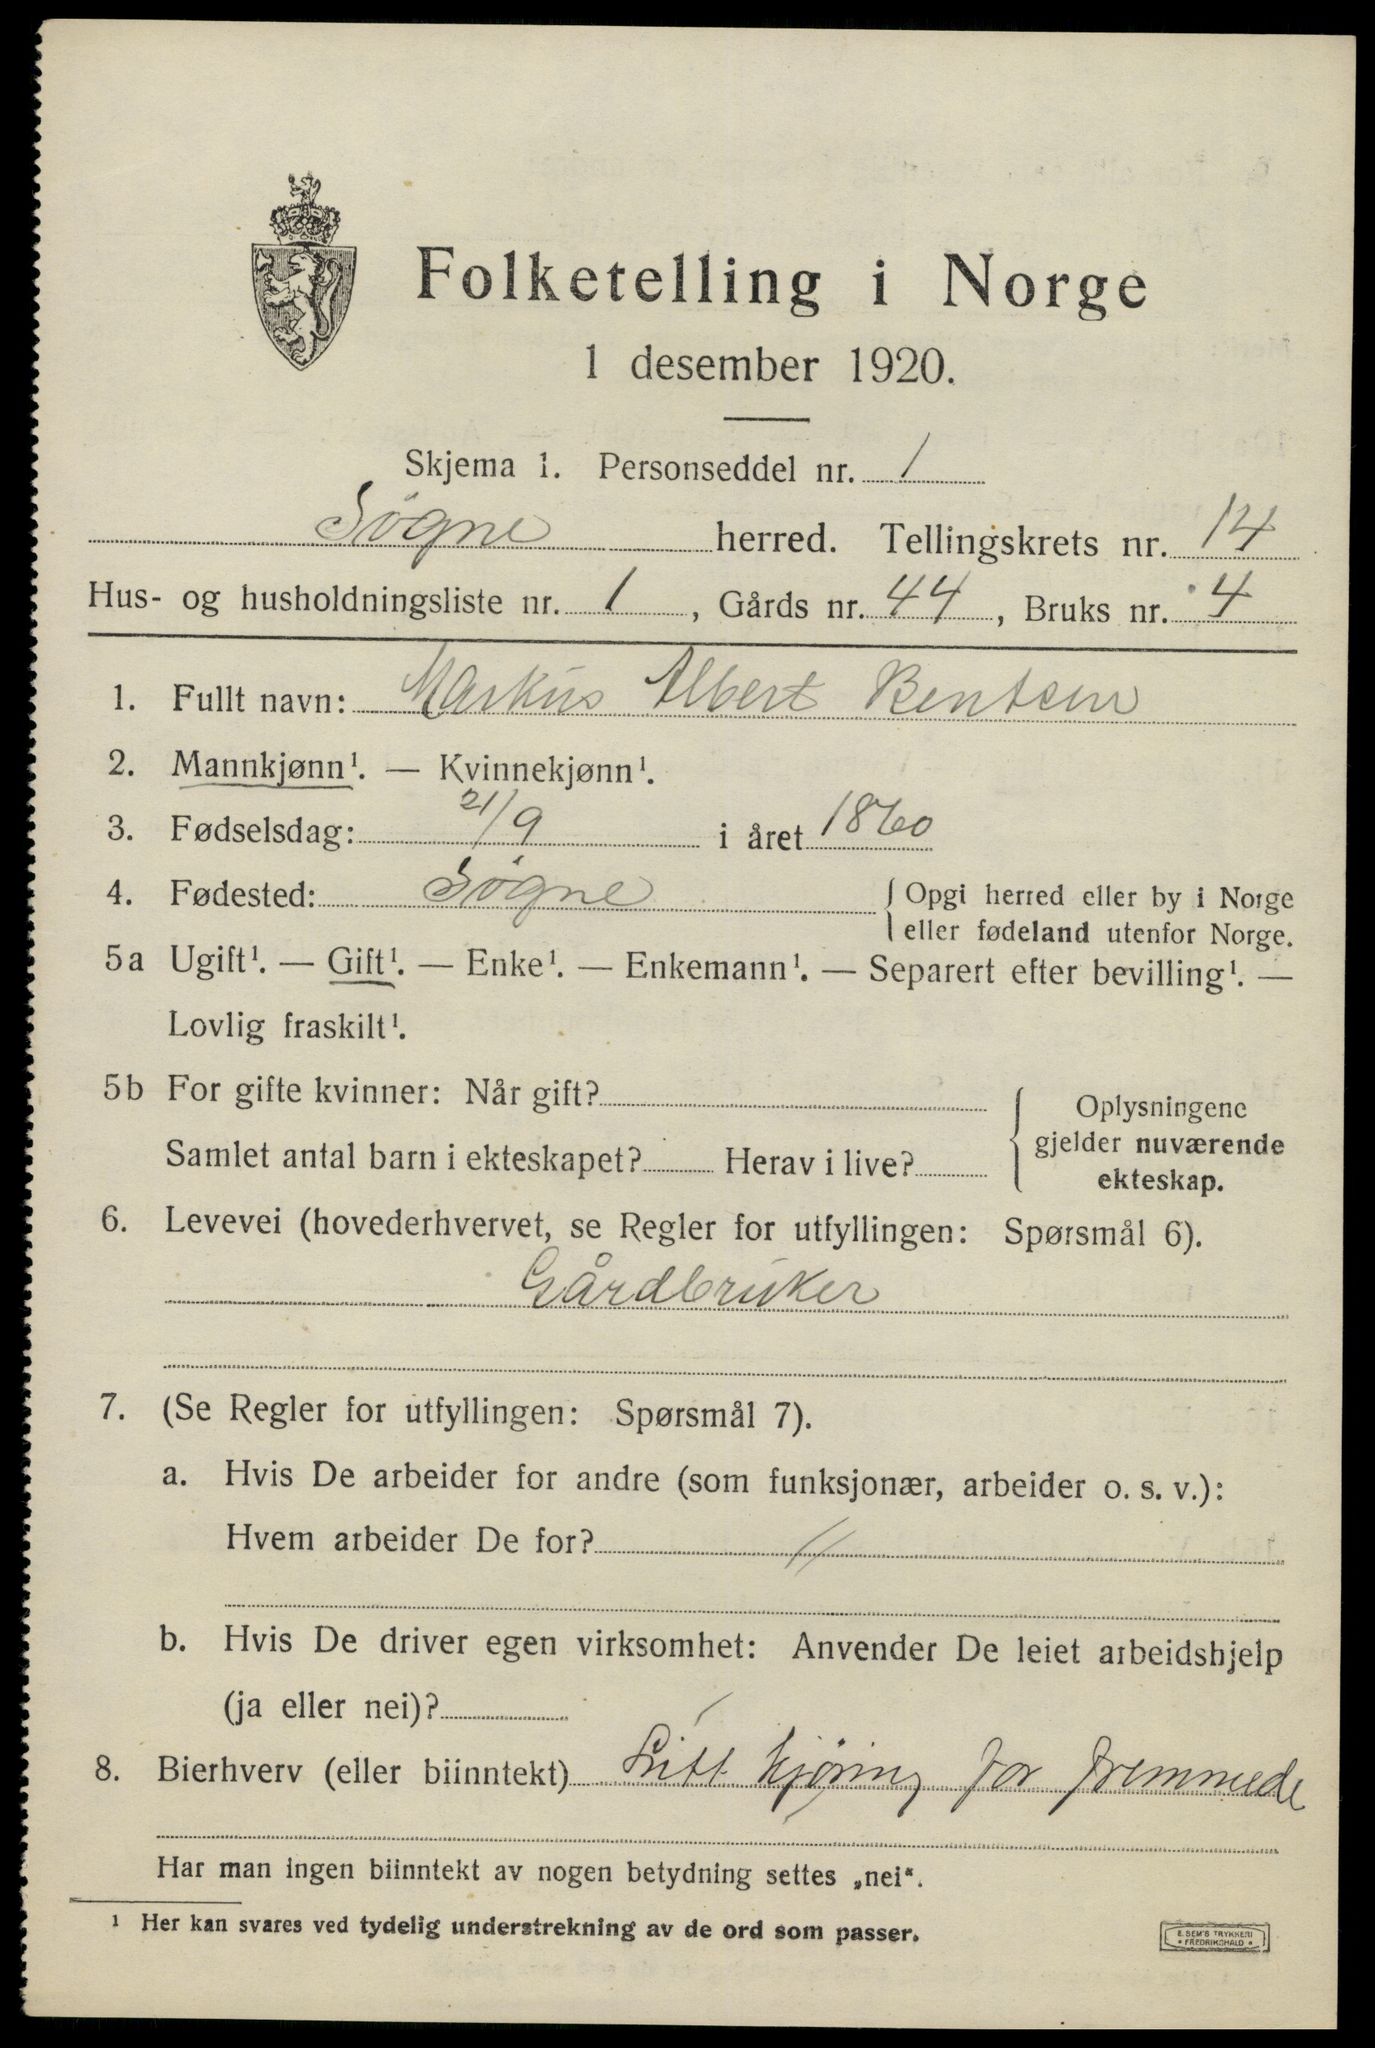 Folketelling i Norge
1 desember 1920.
Skjema 1. Personseddel nr. 1
Søgne herred. Tellingskrets nr. 14
Hus- og husholdningsliste nr. 1, Gårds nr. 44, Bruks nr. 4
1. Fullt navn: Markus Albert Bentsen
2. Mannkjønn¹. — Kvinnekjønn¹.
3. Fødselsdag: 21/9 i året 1860
4. Fødested: Søgne { Opgi herred eller by i Norge
eller fødeland utenfor Norge.
5a Ugift¹. — Gift¹. — Enke¹. — Enkemann¹. — Separert efter bevilling¹. —
Lovlig fraskilt¹.
5b For gifte kvinner: Når gift?
Samlet antal barn i ekteskapet? Herav i live?
Oplysningene
gjelder nuværende
ekteskap.
6. Levevei (hovederhvervet, se Regler for utfyllingen: Spørsmål 6).
Gårdbruker
7. (Se Regler for utfyllingen: Spørsmål 7).
a. Hvis De arbeider for andre (som funksjonær, arbeider o. s. v.):
Hvem arbeider De for? //
b. Hvis De driver egen virksomhet: Anvender De leiet arbeidshjelp
(ja eller nei)?
8. Bierhverv (eller biinntekt) Litt kjøring for fremmede
Har man ingen biinntekt av nogen betydning settes „nei“.
¹ Her kan svares ved tydelig understrekning av de ord som passer.
E. SEM'S TRYKKERI
• FREDRIKSHALD •